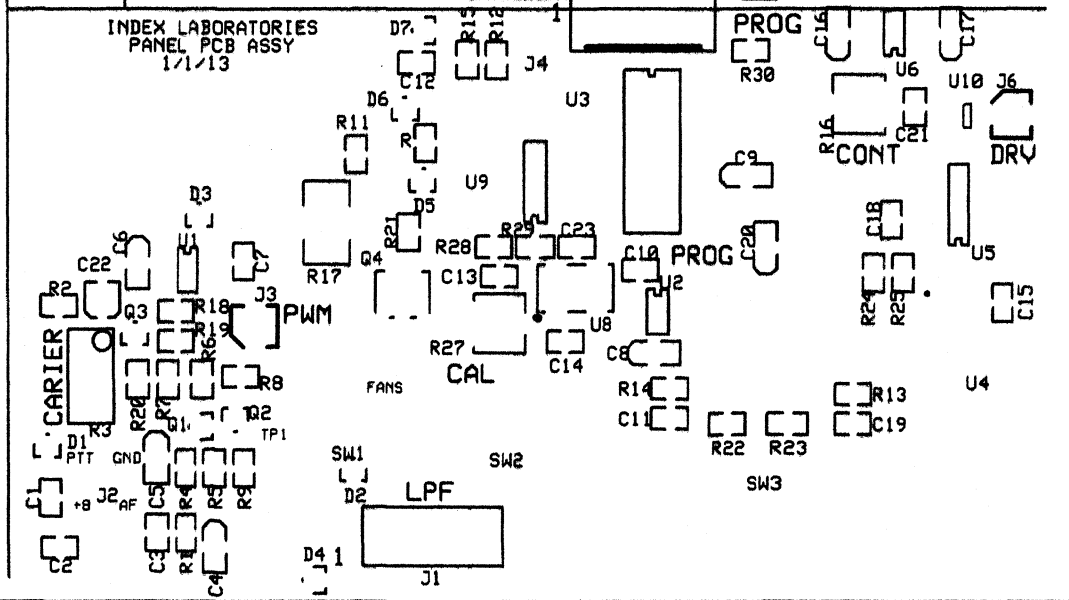 INDEX LABORATORIES
PANEL PCB ASSY
1/1/13
D7
R15
R12
1
PROG
C16
C17
C12
J4
R30
U6
U10
J6
D6
U3
R11
R
R16
C21
CONT
DRV
U9
C9
D3
D5
C18
C6
R21
R29
C23
R28
C20
U5
C22
C7
R17
Q4
C13
C10
PROG
U2
R2
J3
R18
Q3
PWM
R24
R25
C15
R19
R6
U8
CARIER
R27
C14
C8
CAL
R8
FANS
R14
R13
U4
R20
R7
Q1
Q2
C11
C19
R3
TP1
R22
R23
D1
PTT
GND
SW1
SW2
SW3
C1
+8
J2
AF
C5
R4
R5
R9
D2
LPF
C2
C3
R1
C4
D4
1
J1